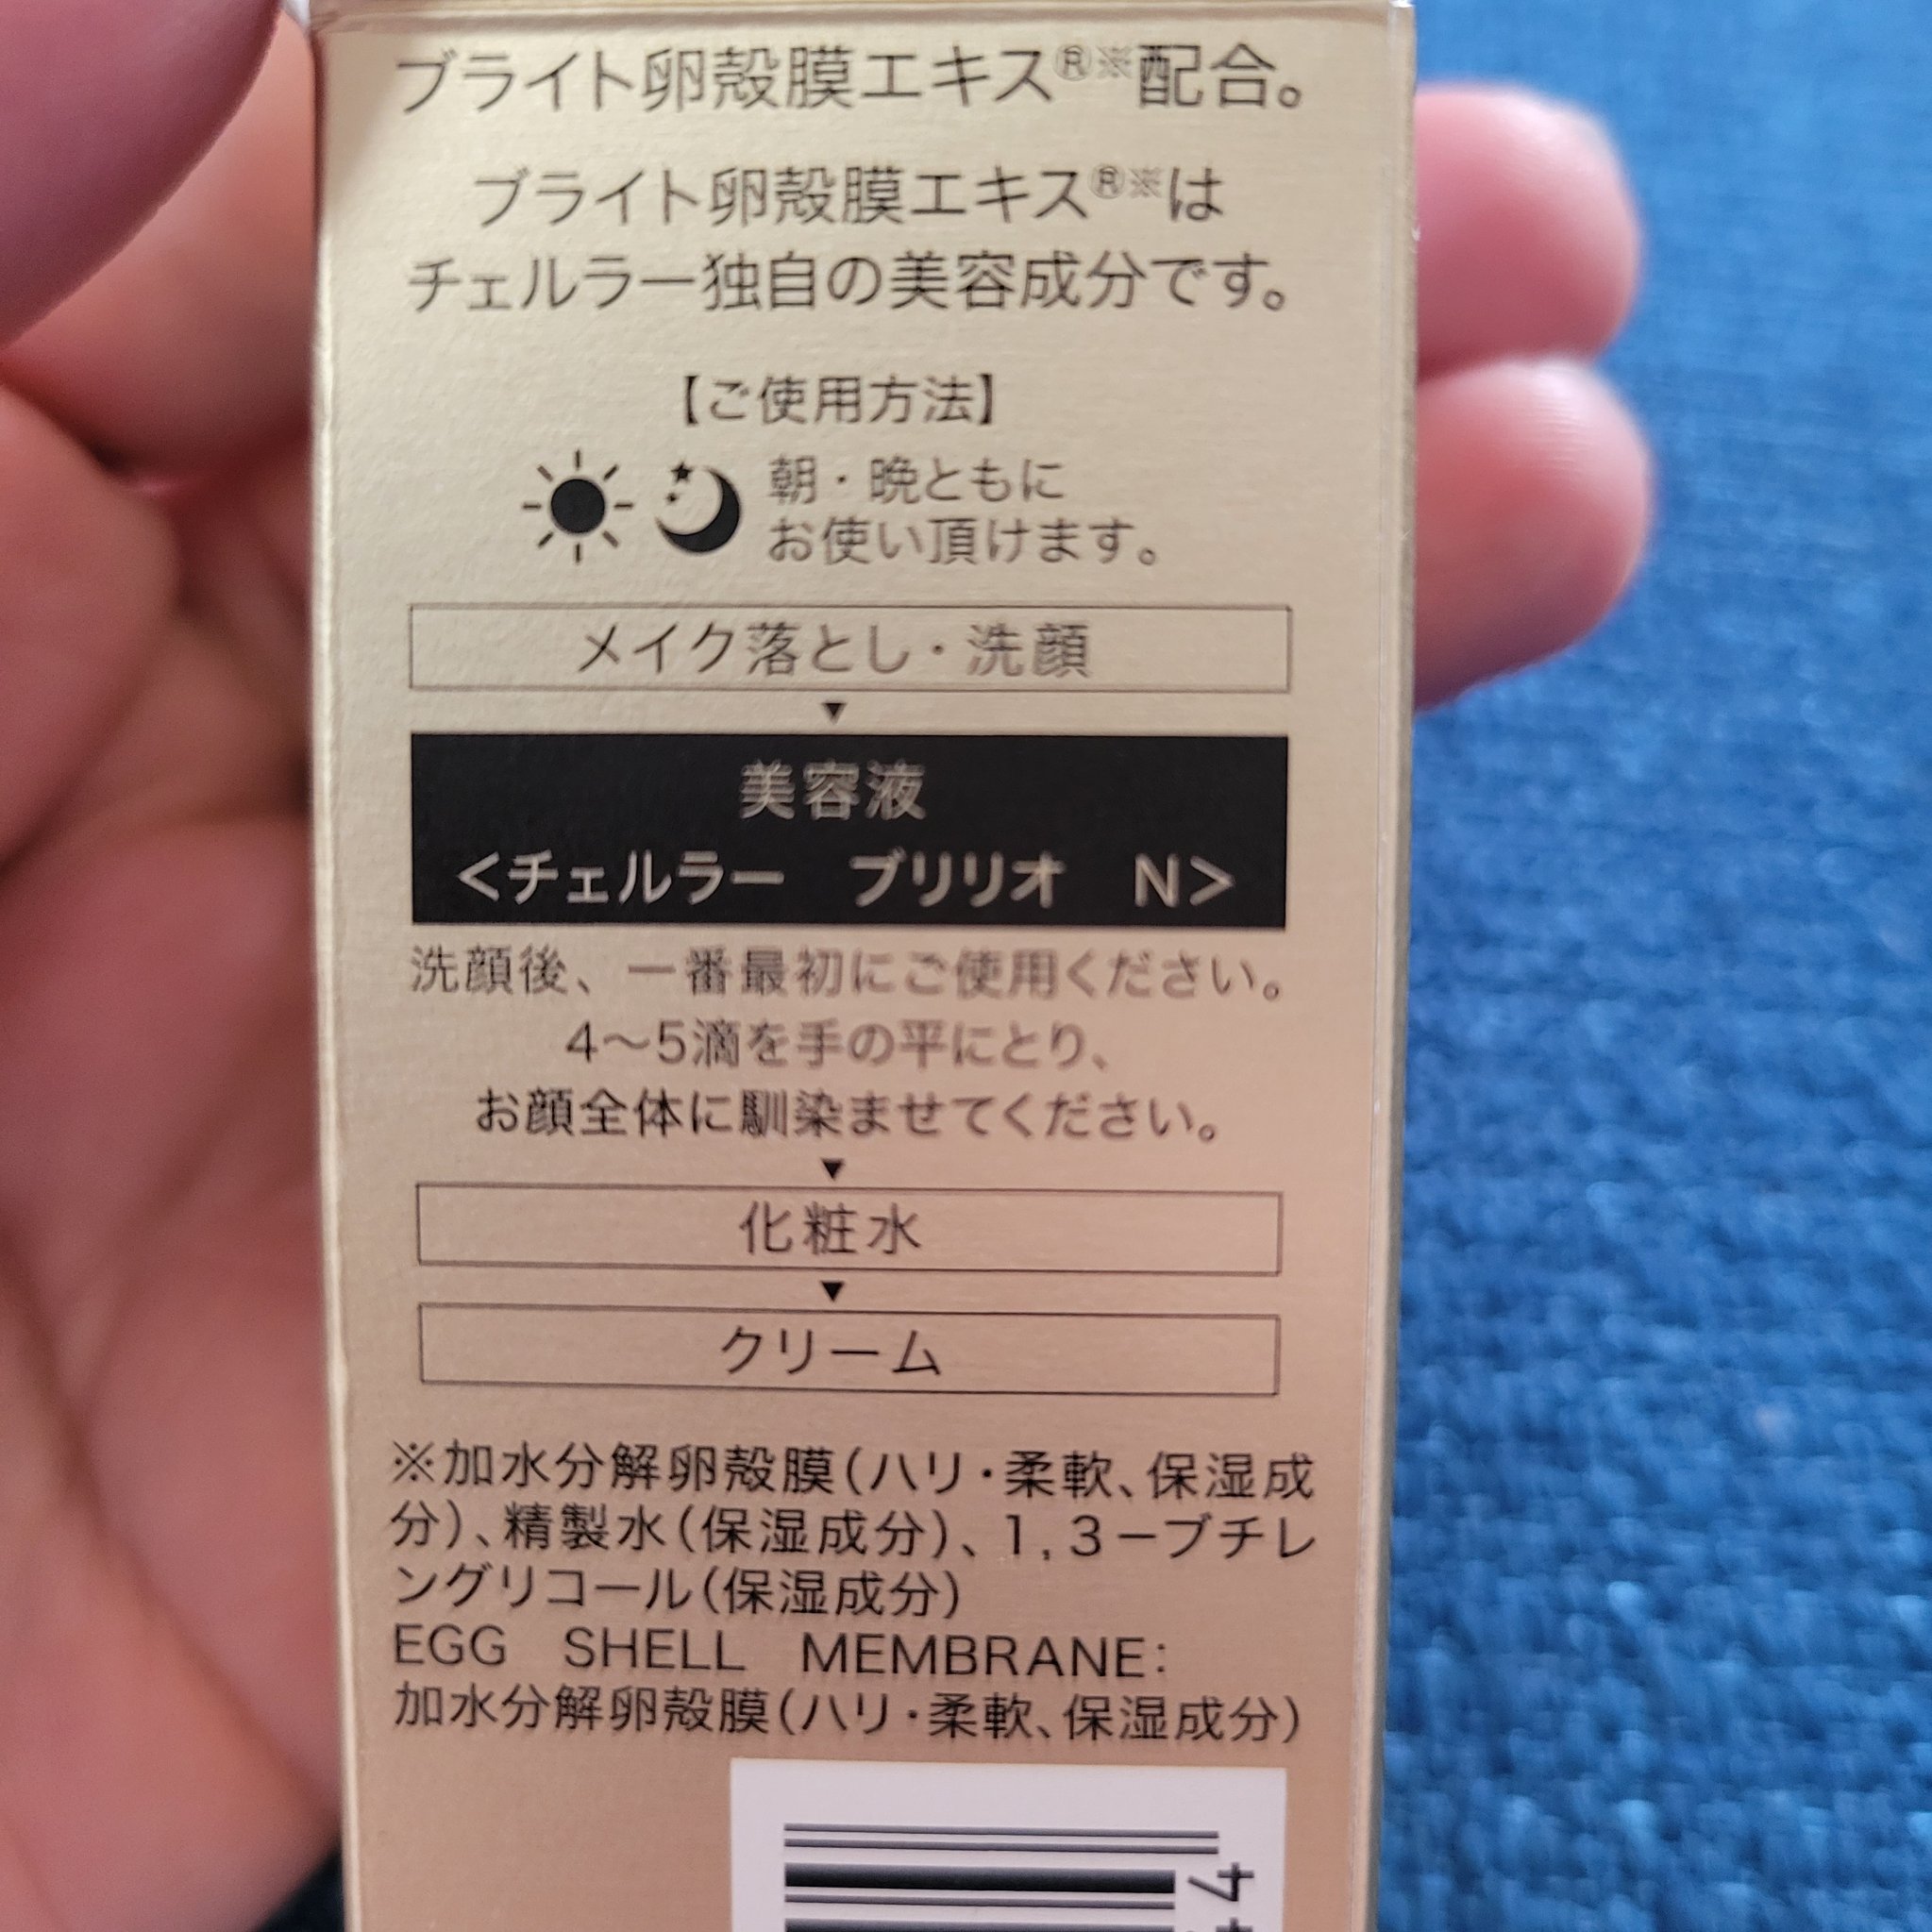 ブライト卵殻膜エキス®※配合。
ブライト卵殻膜エキス®※は
チェルラー独自の美容成分です。
【ご使用方法】
朝・晩ともに
お使い頂けます。
メイク落とし・洗顔
▼
美容液
<チェルラー　ブリリオ　N>
洗顔後、一番最初にご使用ください。
4〜5滴を手の平にとり、
お顔全体に馴染ませてください。
▼
化粧水
▼
クリーム
※加水分解卵殻膜(ハリ・柔軟、保湿成
分)、精製水(保湿成分)、1,3－ブチレ
ングリコール(保湿成分)
EGG　SHELL　MEMBRANE:
加水分解卵殻膜(ハリ・柔軟、保湿成分)